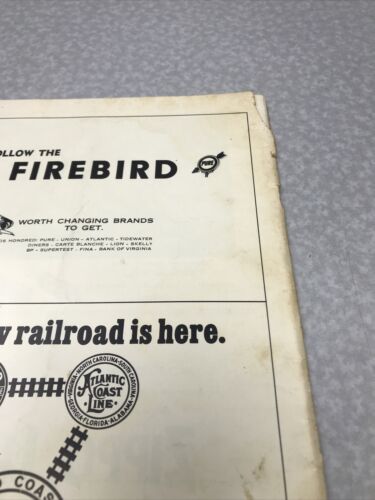 OLLOW THE
FIREBIRD
PURE
WORTH CHANGING BRANDS
TO GET.
HONORED: PURE - UNION - ATLANTIC - TIDEWATER
DINERS - CARTE BLANCHE - LION - SKELLY
BP - SUPERTEST - FINA - BANK OF VIRGINIA
railroad is here.
VIRGINIA-NORTH CAROLINA-SOUTH CAROLINA
ATLANTIC
COAST
LINE
GEORGIA-FLORIDA-ALABAMA
COAS